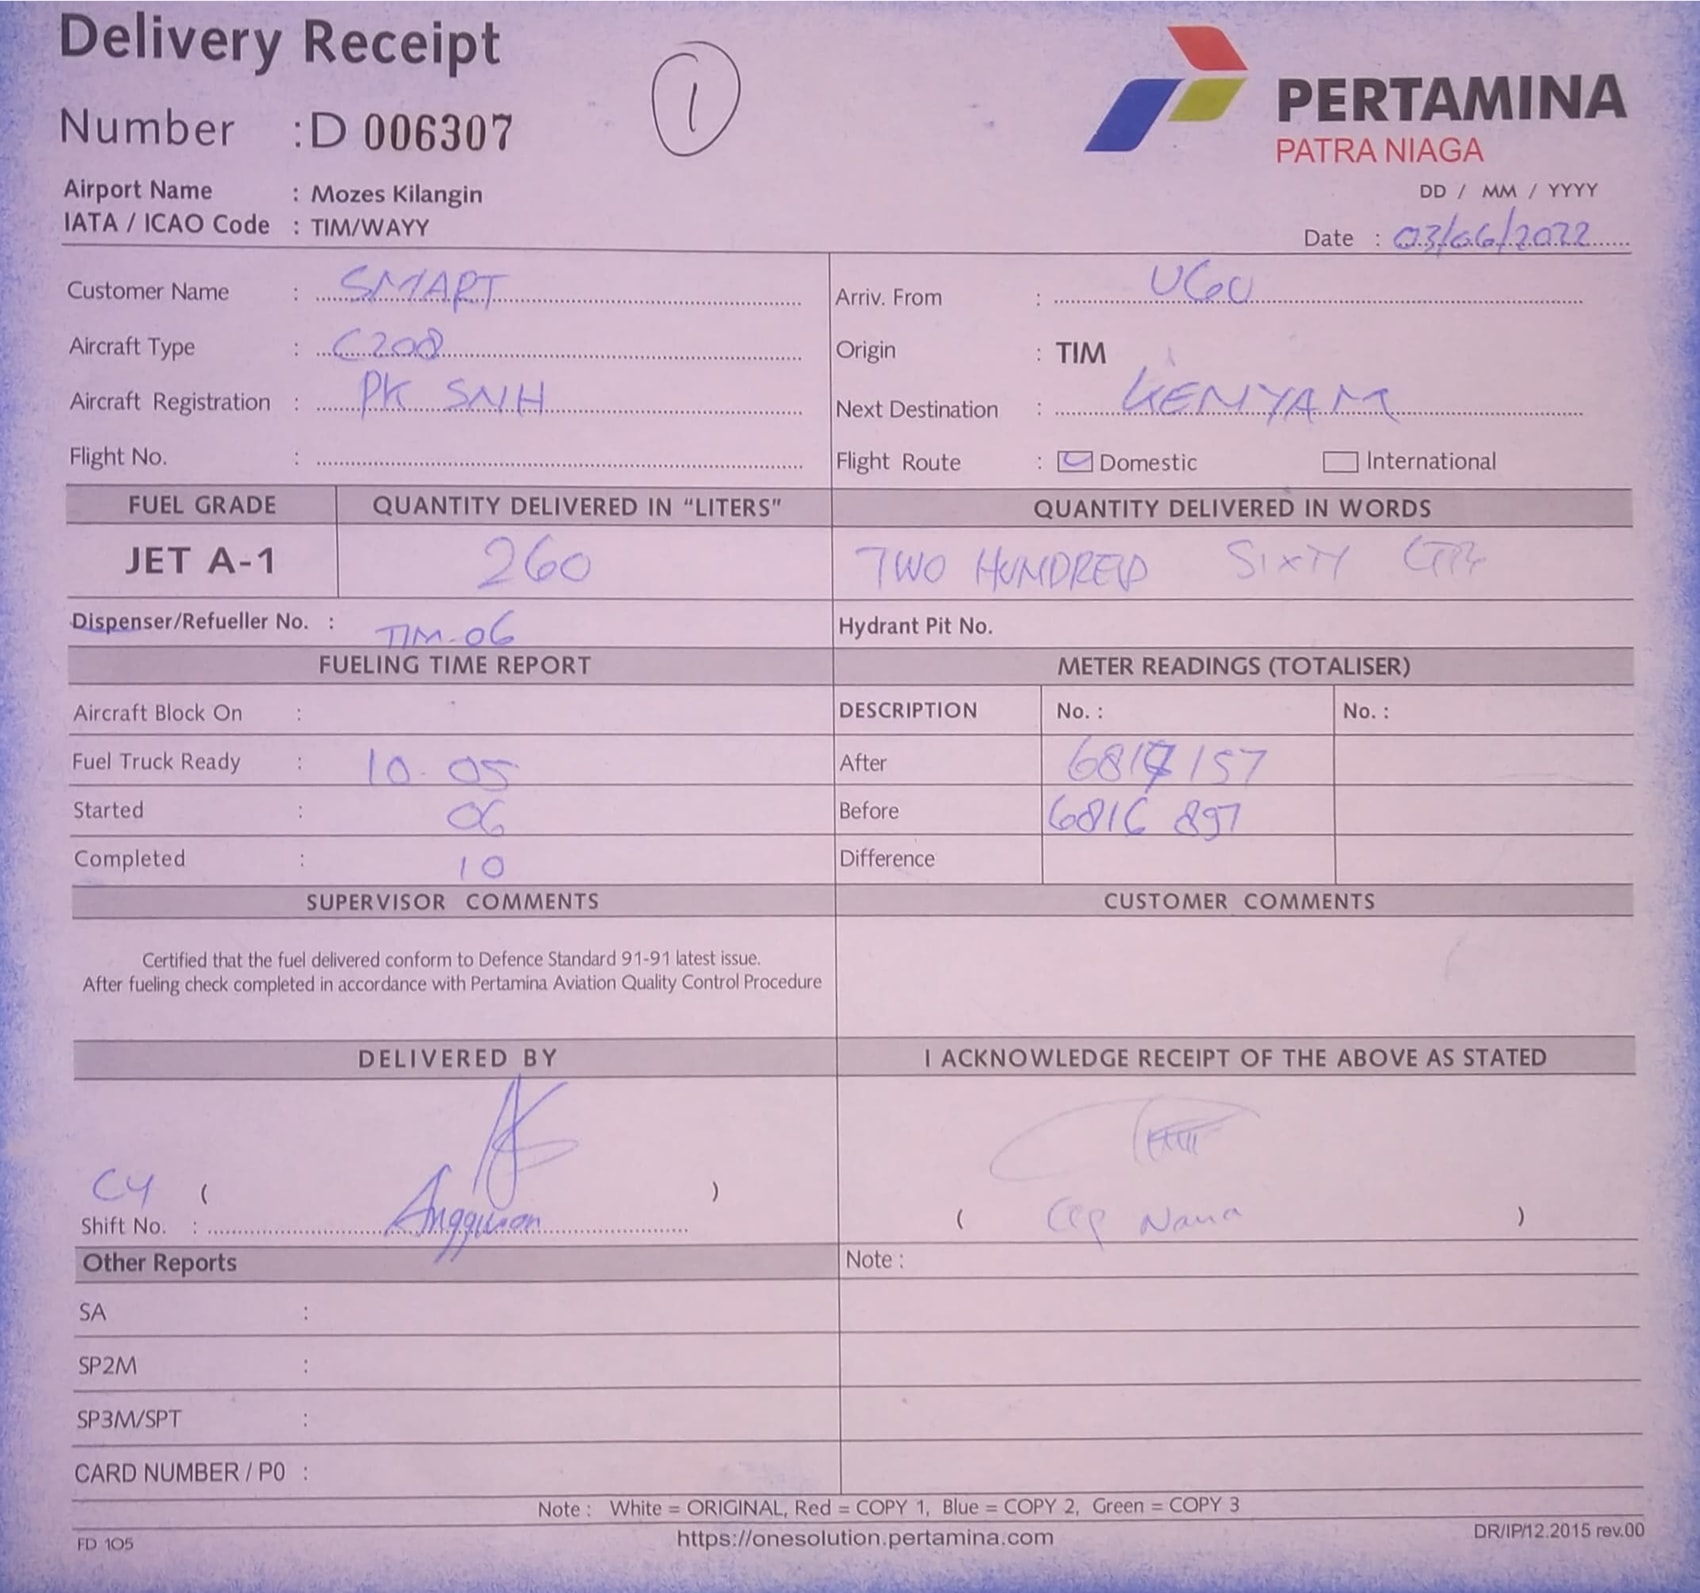 Delivery Receipt
1
PERTAMINA
PATRA NIAGA
Number : D 006307
Airport Name : Mozes Kilangin
DD / MM / YYYY
IATA / ICAO Code : TIM/WAYY
Date : 03/06/2022
Customer Name : SMART
Arriv. From : UGU
Aircraft Type : C208
Origin : TIM
Aircraft Registration : PK SNH
Next Destination : KENYAM
Flight No. :
Flight Route : Domestic International
FUEL GRADE QUANTITY DELIVERED IN "LITERS" QUANTITY DELIVERED IN WORDS
JET A-1 260 TWO HUNDRED SIXTY
Dispenser/Refueller No. : TIM-06 Hydrant Pit No.
FUELING TIME REPORT METER READINGS (TOTALISER)
Aircraft Block On : DESCRIPTION No. : No. :
Fuel Truck Ready : 10.05 After 6817 157
Started : 06 Before 6816 897
Completed : 10 Difference
SUPERVISOR COMMENTS CUSTOMER COMMENTS
Certified that the fuel delivered conform to Defence Standard 91-91 latest issue.
After fueling check completed in accordance with Pertamina Aviation Quality Control Procedure
DELIVERED BY I ACKNOWLEDGE RECEIPT OF THE ABOVE AS STATED
C4 ( )
Shift No. :
( Cep Nana )
Other Reports Note :
SA :
SP2M :
SP3M/SPT :
CARD NUMBER / P0 :
Note : White = ORIGINAL, Red = COPY 1, Blue = COPY 2, Green = COPY 3
FD 105 https://onesolution.pertamina.com DR/IP/12.2015 rev.00